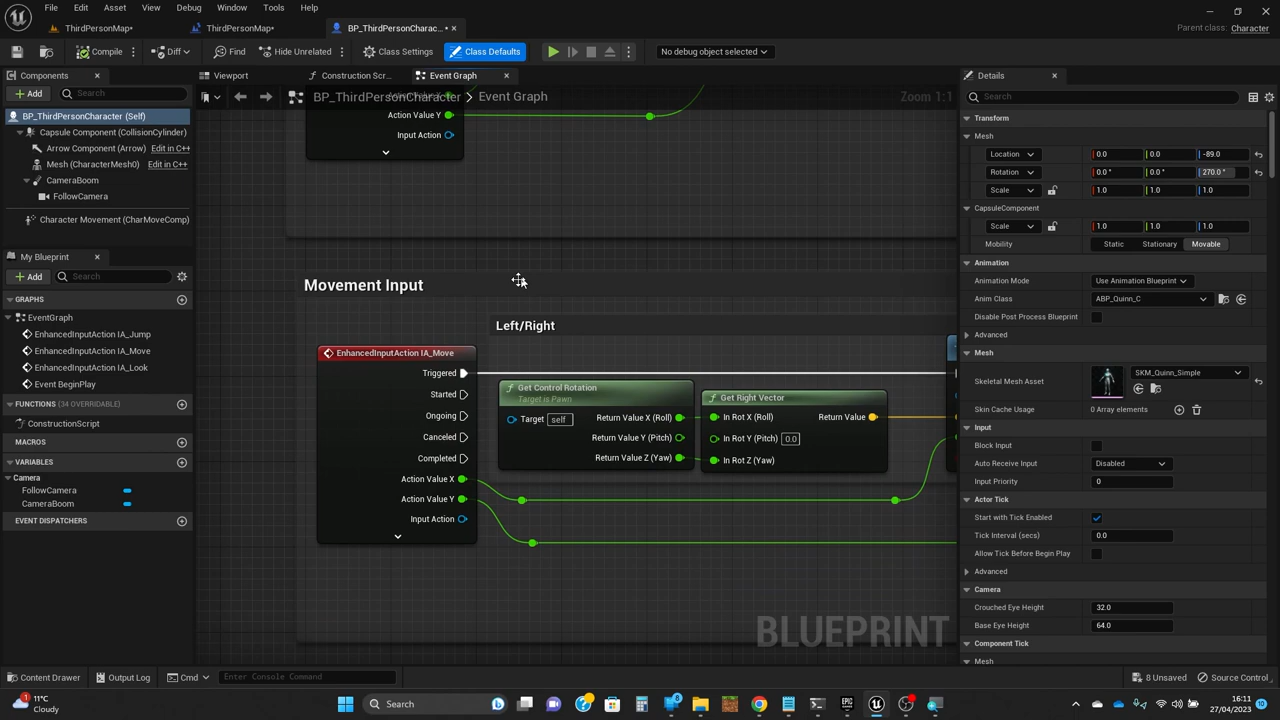 File Edit Asset View Debug Window Tools Help
ThirdPersonMap•
ThirdPersonMap•
BP_ThirdPersonCharac... •
Parent class: Character
Compile
Diff
Find
Hide Unrelated
Class Settings
Class Defaults
No debug object selected
Components
Add
Search
BP_ThirdPersonCharacter (Self)
Capsule Component (CollisionCylinder)
Arrow Component (Arrow) Edit in C++
Mesh (CharacterMesh0) Edit in C++
CameraBoom
FollowCamera
Character Movement (CharMoveComp)
My Blueprint
Add
Search
GRAPHS
EventGraph
EnhancedInputAction IA_Jump
EnhancedInputAction IA_Move
EnhancedInputAction IA_Look
Event BeginPlay
FUNCTIONS (34 OVERRIDABLE)
ConstructionScript
MACROS
VARIABLES
Camera
FollowCamera
CameraBoom
EVENT DISPATCHERS
Viewport
Construction Scr...
Event Graph
BP_ThirdPersonCharacter > Event Graph
Zoom 1:1
Action Value Y
Input Action
Movement Input
Left/Right
EnhancedInputAction IA_Move
Triggered
Started
Ongoing
Canceled
Completed
Action Value X
Action Value Y
Input Action
Get Control Rotation
Target is Pawn
Target self
Return Value X (Roll)
Return Value Y (Pitch)
Return Value Z (Yaw)
Get Right Vector
In Rot X (Roll)
Return Value
In Rot Y (Pitch) 0.0
In Rot Z (Yaw)
BLUEPRINT
Details
Search
Transform
Mesh
Location 0.0 0.0 -89.0
Rotation 0.0 ° 0.0 ° 270.0 °
Scale 1.0 1.0 1.0
CapsuleComponent
Scale 1.0 1.0 1.0
Mobility Static Stationary Movable
Animation
Animation Mode Use Animation Blueprint
Anim Class ABP_Quinn_C
Disable Post Process Blueprint
Advanced
Mesh
Skeletal Mesh Asset SKM_Quinn_Simple
Skin Cache Usage 0 Array elements
Input
Block Input
Auto Receive Input Disabled
Input Priority 0
Actor Tick
Start with Tick Enabled
Tick Interval (secs) 0.0
Allow Tick Before Begin Play
Advanced
Camera
Crouched Eye Height 32.0
Base Eye Height 64.0
Component Tick
Mesh
Content Drawer
Output Log
Cmd
Enter Console Command
8 Unsaved
Source Control
11°C
Cloudy
Search
16:11
27/04/2023